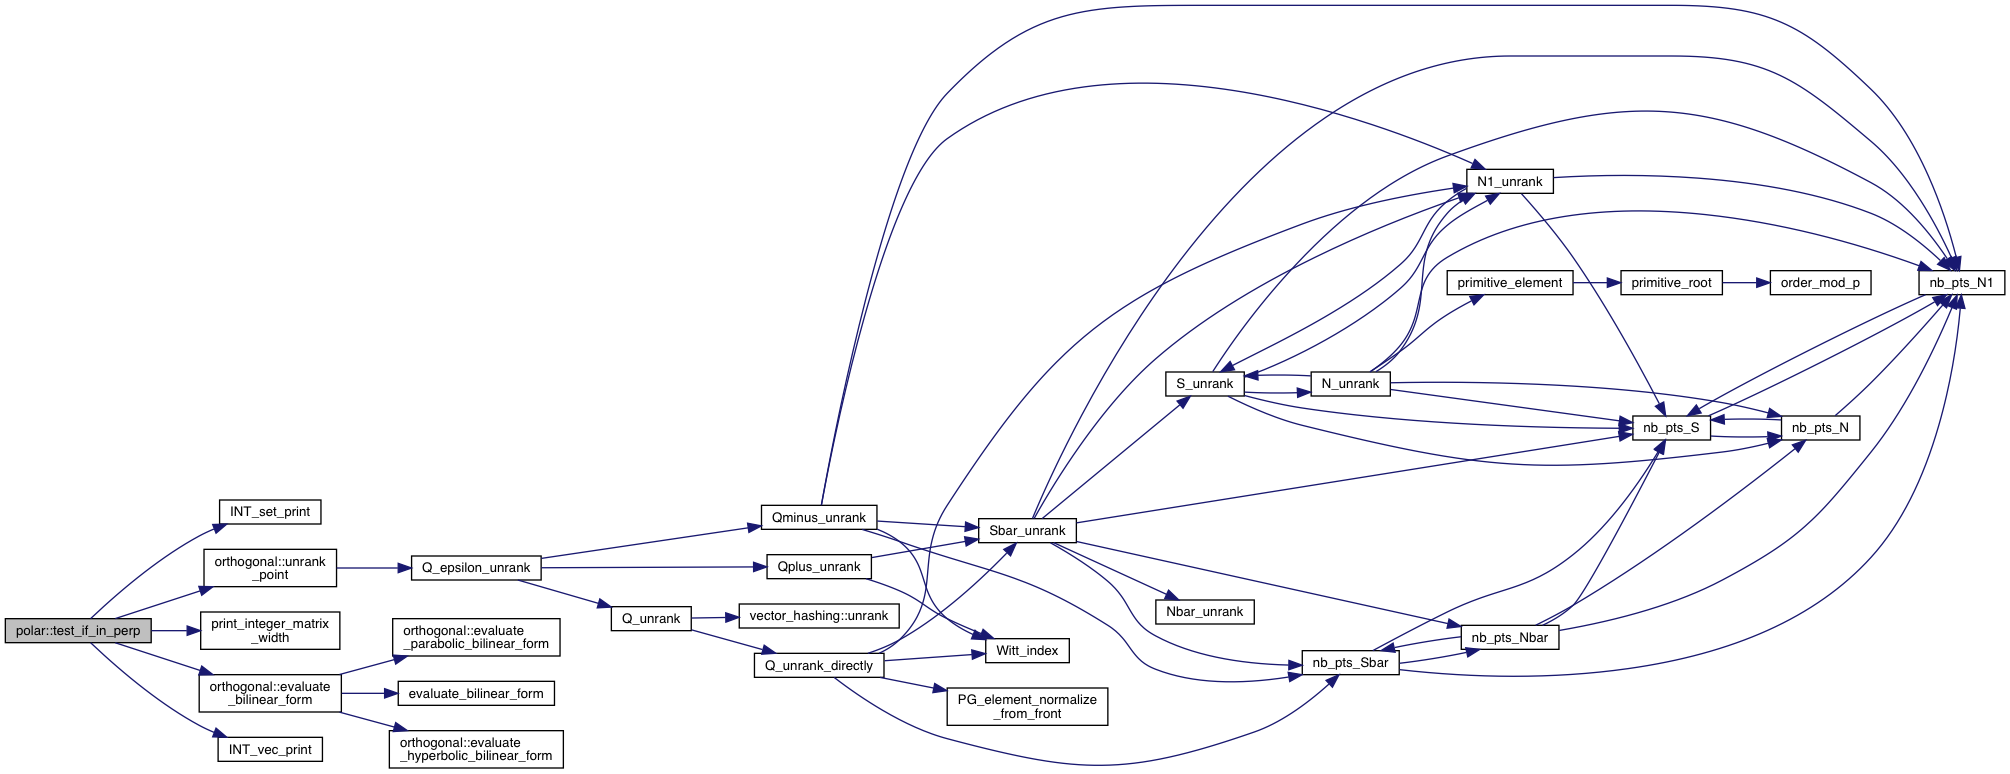 polar::test_if_in_perp
INT_set_print
orthogonal::unrank
_point
print_integer_matrix
_width
orthogonal::evaluate
_bilinear_form
INT_vec_print
Q_epsilon_unrank
orthogonal::evaluate
_parabolic_bilinear_form
evaluate_bilinear_form
orthogonal::evaluate
_hyperbolic_bilinear_form
Q_unrank
Qminus_unrank
Qplus_unrank
vector_hashing::unrank
Q_unrank_directly
Sbar_unrank
Witt_index
PG_element_normalize
_from_front
S_unrank
Nbar_unrank
N_unrank
nb_pts_Sbar
N1_unrank
primitive_element
nb_pts_Nbar
primitive_root
nb_pts_S
order_mod_p
nb_pts_N
nb_pts_N1